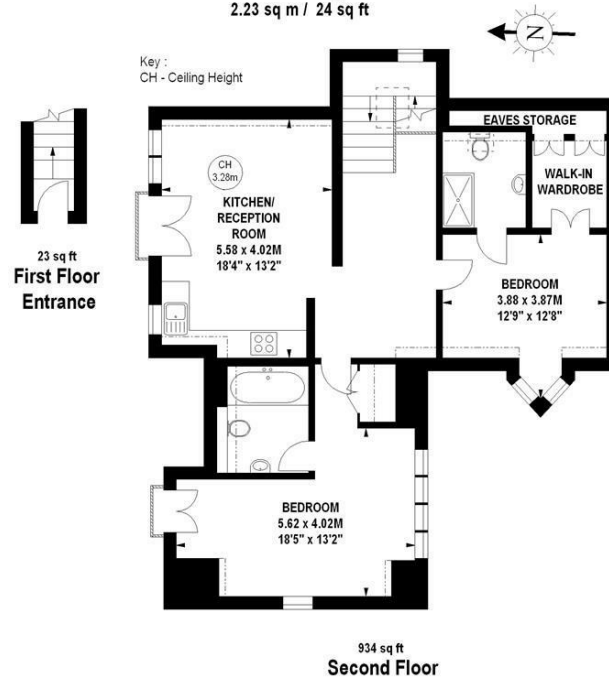 2.23 sq m / 24 sq ft
N
Key :
CH - Ceiling Height
EAVES STORAGE
CH
3.28m
WALK-IN
WARDROBE
KITCHEN/
RECEPTION
ROOM
5.58 x 4.02M
18'4" x 13'2"
23 sq ft
First Floor
Entrance
BEDROOM
3.88 x 3.87M
12'9" x 12'8"
BEDROOM
5.62 x 4.02M
18'5" x 13'2"
934 sq ft
Second Floor